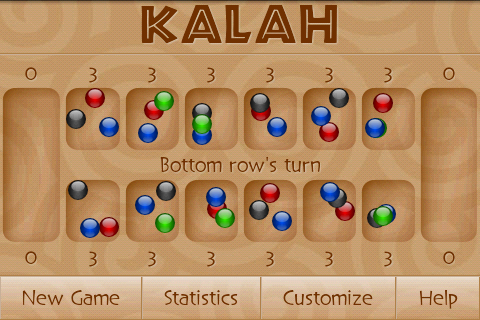 KALAH
0 3 3 3 3 3 3 0
Bottom row's turn
0 3 3 3 3 3 3 0
New Game Statistics Customize Help